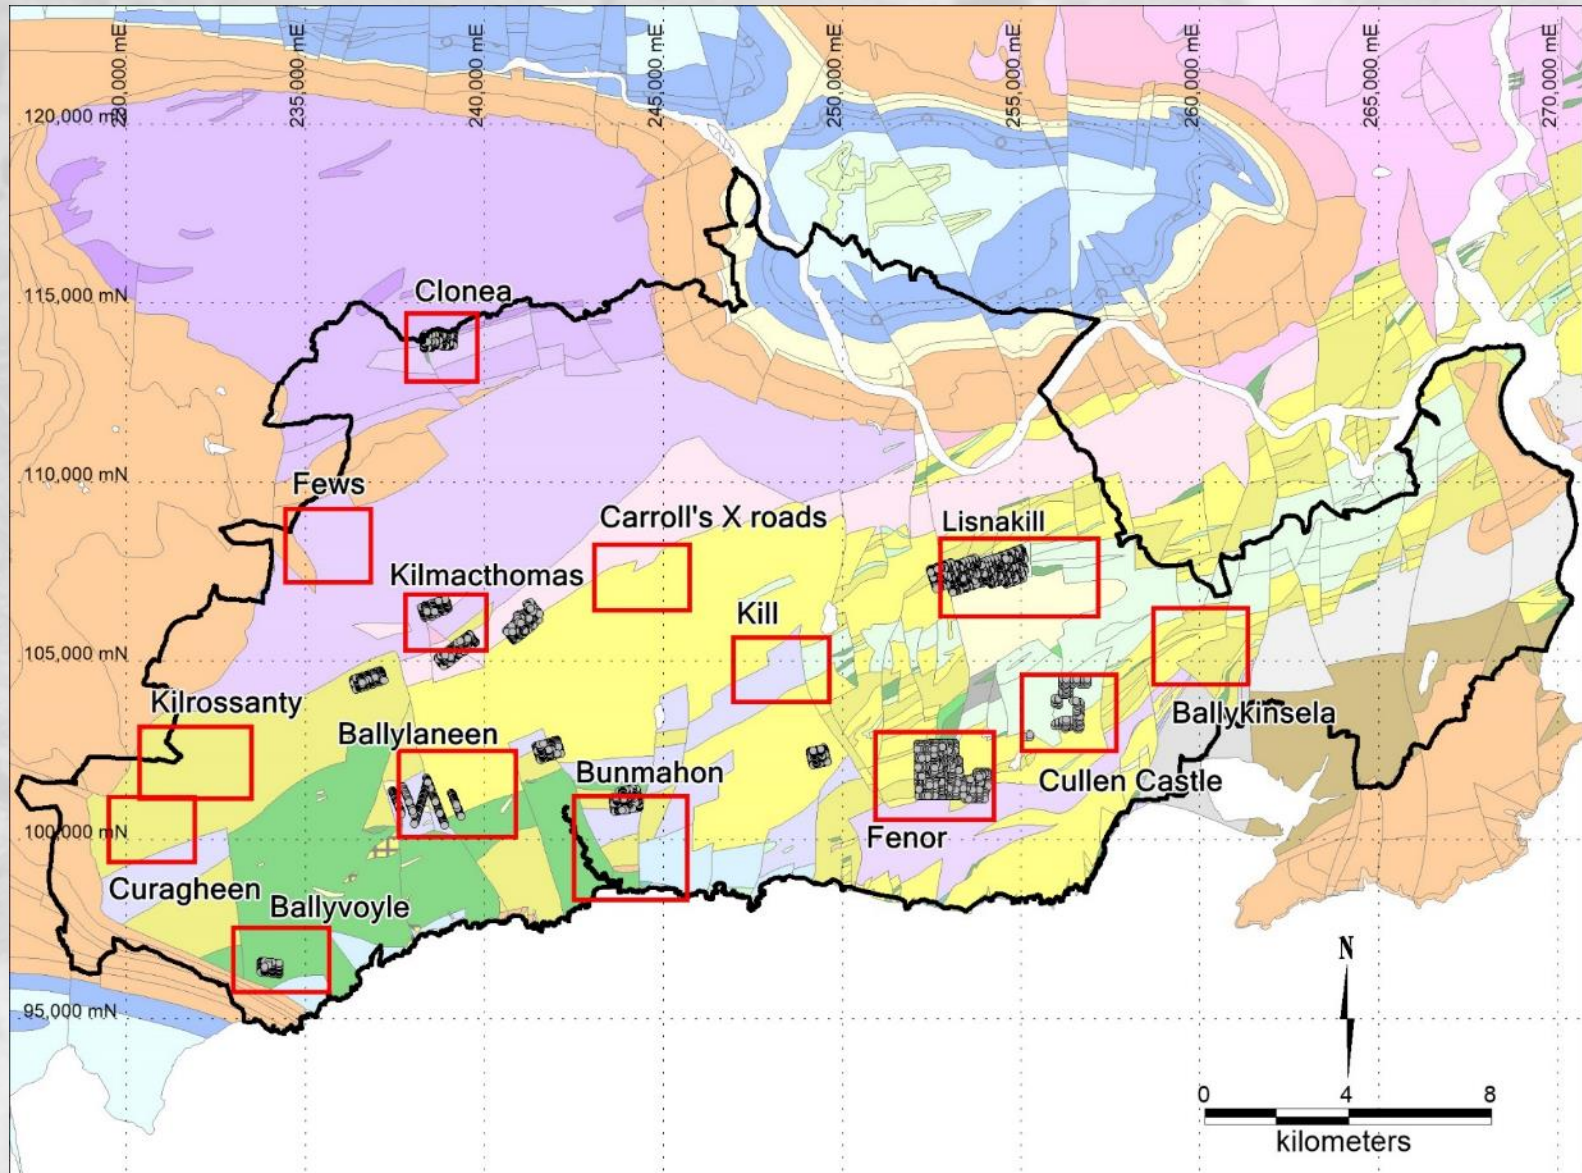 230,000 mE
235,000 mE
240,000 mE
245,000 mE
250,000 mE
255,000 mE
260,000 mE
265,000 mE
270,000 mE
120,000 mN
115,000 mN
Clonea
110,000 mN
Fews
Carroll's X roads
Lisnakill
Kilmacthomas
Kill
105,000 mN
Kilrossanty
Ballylaneen
BallyKinsela
Bunmahon
Cullen Castle
100,000 mN
Fenor
Curagheen
Ballyvoyle
N
95,000 mN
0 4 8
kilometers